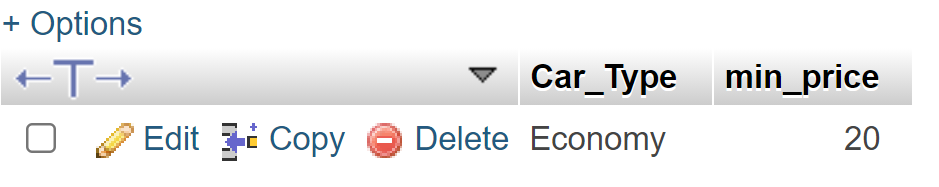 + Options
Car_Type min_price
Edit Copy Delete Economy 20